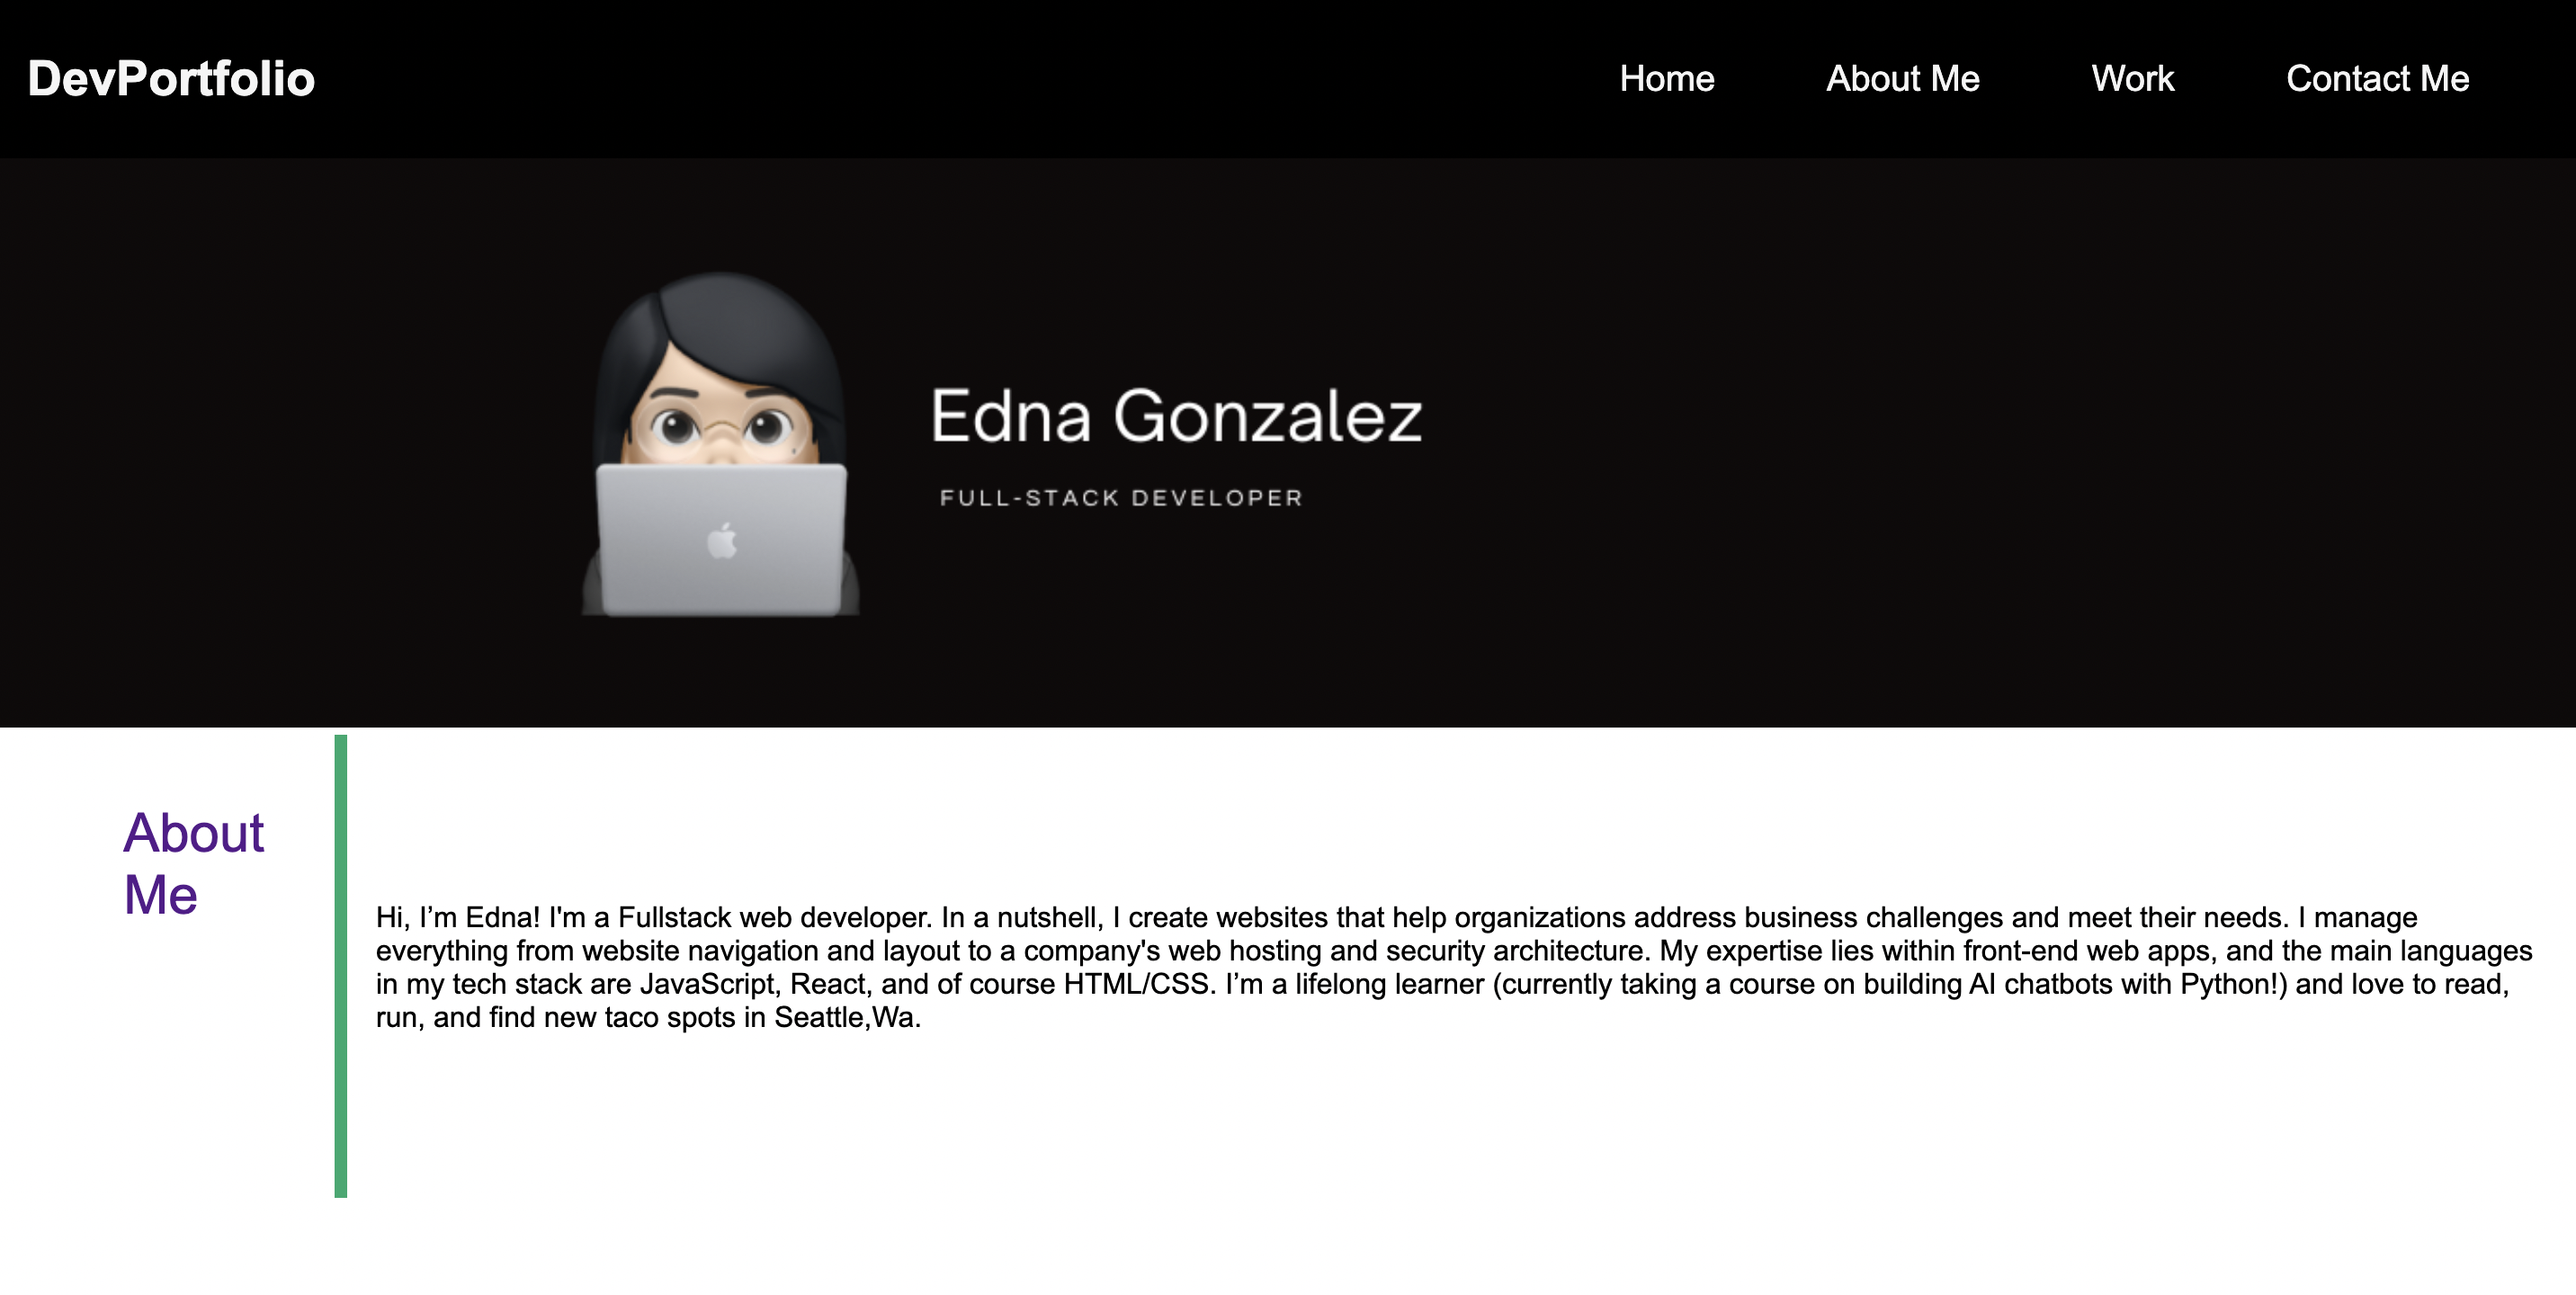 DevPortfolio
Home About Me Work Contact Me
Edna Gonzalez
FULL-STACK DEVELOPER
About
Me
Hi, I’m Edna! I'm a Fullstack web developer. In a nutshell, I create websites that help organizations address business challenges and meet their needs. I manage
everything from website navigation and layout to a company's web hosting and security architecture. My expertise lies within front-end web apps, and the main languages
in my tech stack are JavaScript, React, and of course HTML/CSS. I’m a lifelong learner (currently taking a course on building AI chatbots with Python!) and love to read,
run, and find new taco spots in Seattle,Wa.